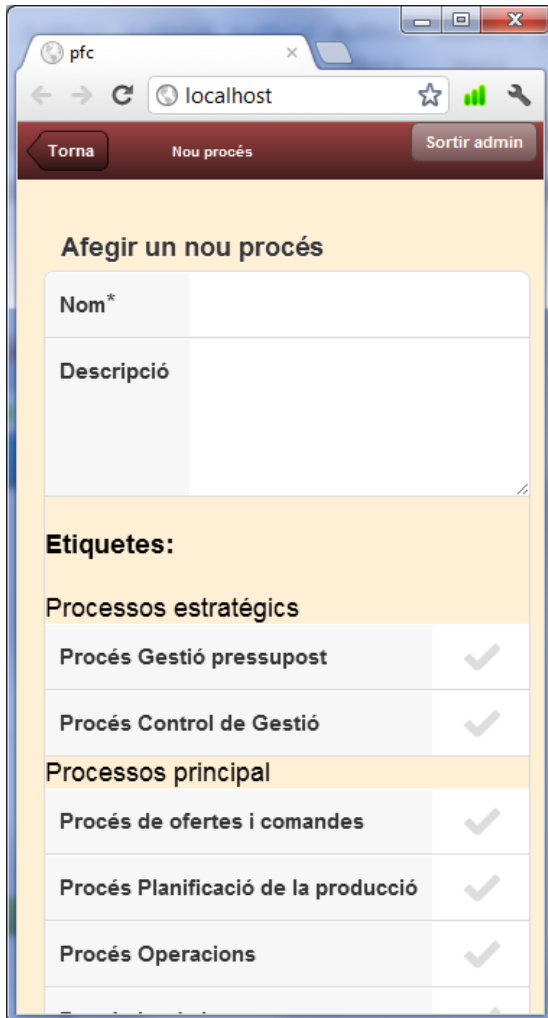 pfc
localhost
Torna
Nou procés
Sortir admin
Afegir un nou procés
Nom*
Descripció
Etiquetes:
Processos estratégics
Procés Gestió pressupost
Procés Control de Gestió
Processos principal
Procés de ofertes i comandes
Procés Planificació de la producció
Procés Operacions